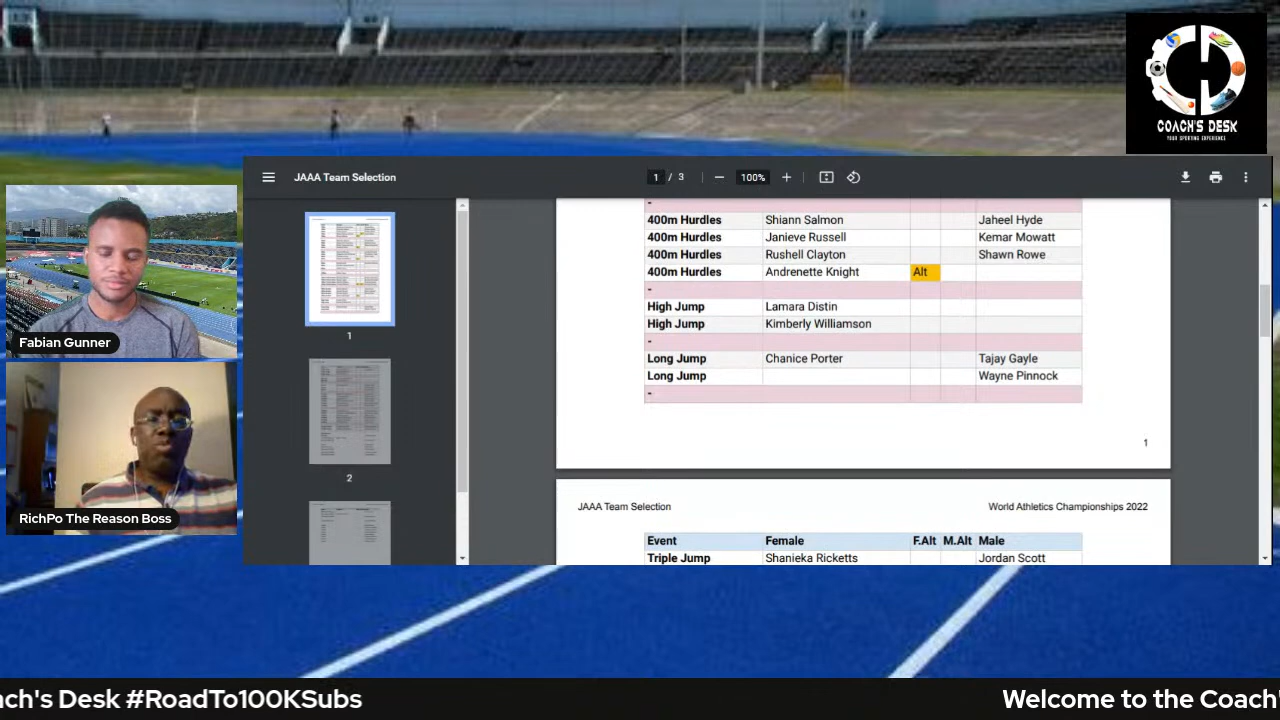 COACH'S DESK
YOUR SPORTING EXPERIENCE
JAAA Team Selection
1 / 3
100%
-
400m Hurdles Shiann Salmon Jaheel Hyde
400m Hurdles Janieve Russell Kemar Mowatt
400m Hurdles Rushell Clayton Shawn Rowe
400m Hurdles Andrenette Knight Alt
-
High Jump Lamara Distin
High Jump Kimberly Williamson
-
Long Jump Chanice Porter Tajay Gayle
Long Jump Wayne Pinnock
-
1
JAAA Team Selection World Athletics Championships 2022
Event Female F.Alt M.Alt Male
Triple Jump Shanieka Ricketts Jordan Scott
1
2
Fabian Gunner
RichPo The Reason Boss
ach's Desk #RoadTo100KSubs
Welcome to the Coach'